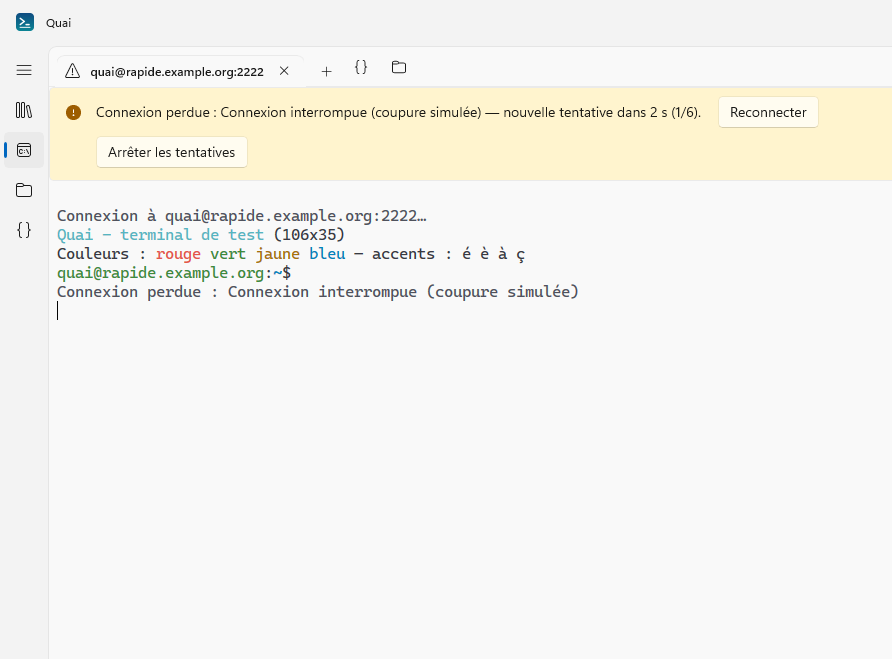 Quai
quai@rapide.example.org:2222
Connexion perdue : Connexion interrompue (coupure simulée) — nouvelle tentative dans 2 s (1/6).
Reconnecter
Arrêter les tentatives
Connexion à quai@rapide.example.org:2222…
Quai — terminal de test (106x35)
Couleurs : rouge vert jaune bleu — accents : é è à ç
quai@rapide.example.org:~$
Connexion perdue : Connexion interrompue (coupure simulée)